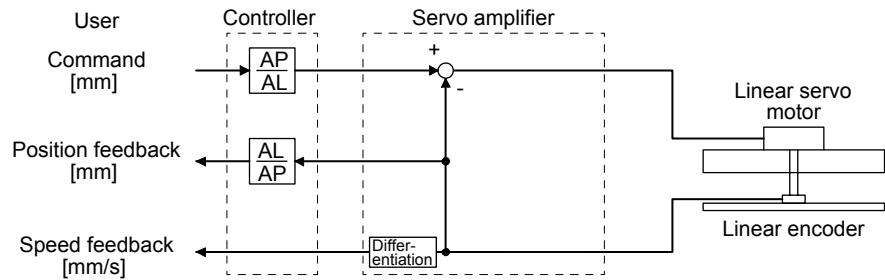 User
Controller
Servo amplifier
Command
[mm]
AP
AL
+
-
Linear servo
motor
Position feedback
[mm]
AL
AP
Linear encoder
Speed feedback
[mm/s]
Differ-
entiation